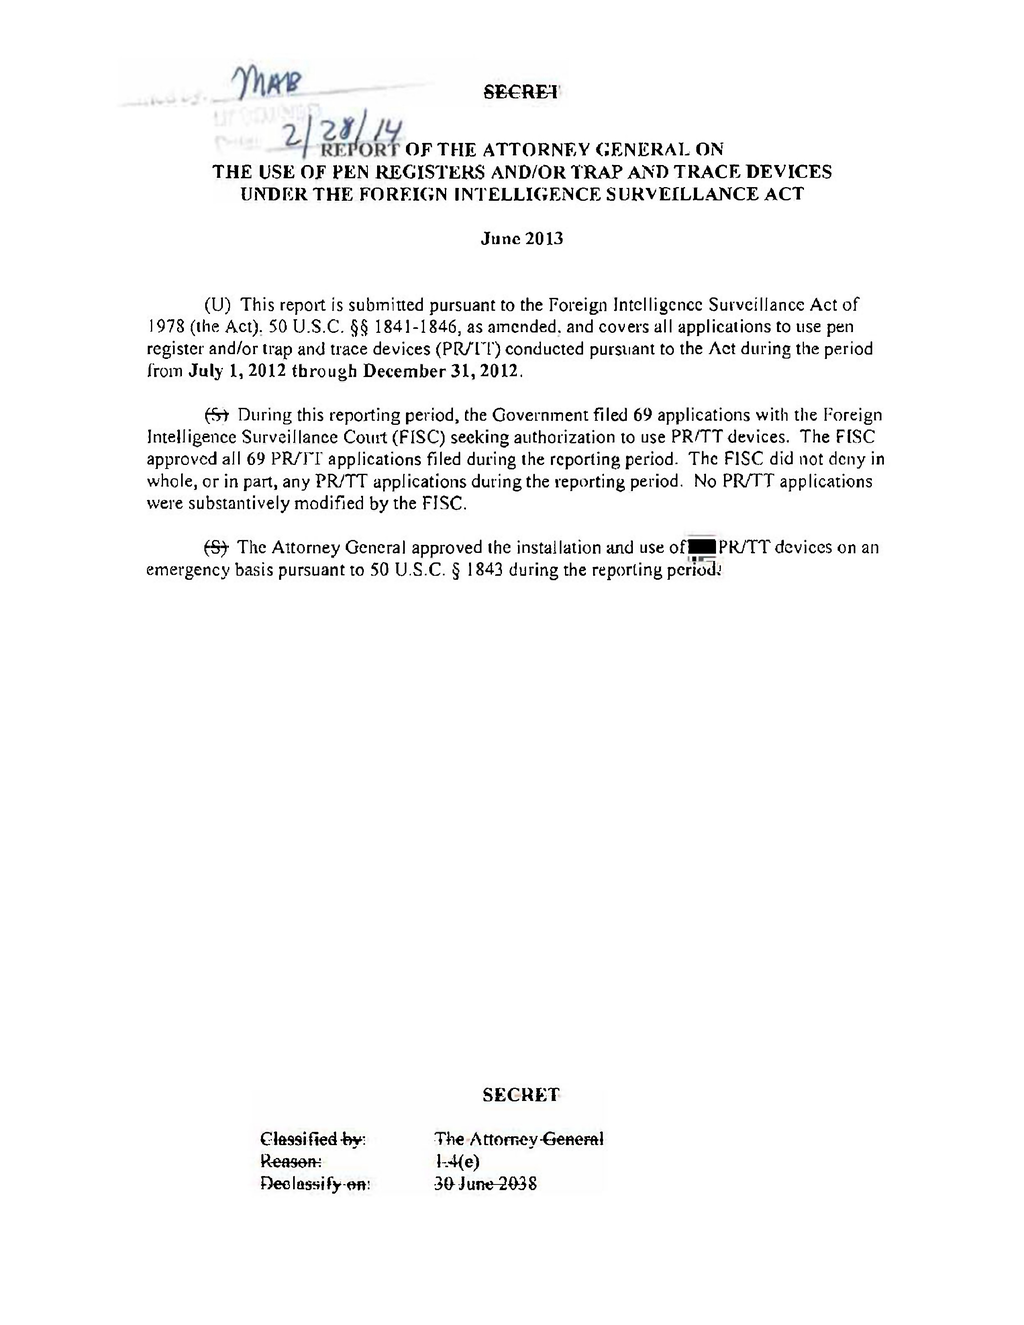 MAB
SECRET
2/28/14
REPORT OF THE ATTORNEY GENERAL ON
THE USE OF PEN REGISTERS AND/OR TRAP AND TRACE DEVICES
UNDER THE FOREIGN INTELLIGENCE SURVEILLANCE ACT
June 2013
(U) This report is submitted pursuant to the Foreign Intelligence Surveillance Act of
1978 (the Act), 50 U.S.C. §§ 1841-1846, as amended, and covers all applications to use pen
register and/or trap and trace devices (PR/TT) conducted pursuant to the Act during the period
from July 1, 2012 through December 31, 2012.
(S) During this reporting period, the Government filed 69 applications with the Foreign
Intelligence Surveillance Court (FISC) seeking authorization to use PR/TT devices. The FISC
approved all 69 PR/TT applications filed during the reporting period. The FISC did not deny in
whole, or in part, any PR/TT applications during the reporting period. No PR/TT applications
were substantively modified by the FISC.
(S) The Attorney General approved the installation and use of PR/TT devices on an
emergency basis pursuant to 50 U.S.C. § 1843 during the reporting period.
SECRET
Classified by: The Attorney General
Reason: 1.4(c)
Declassify on: 30 June 2038